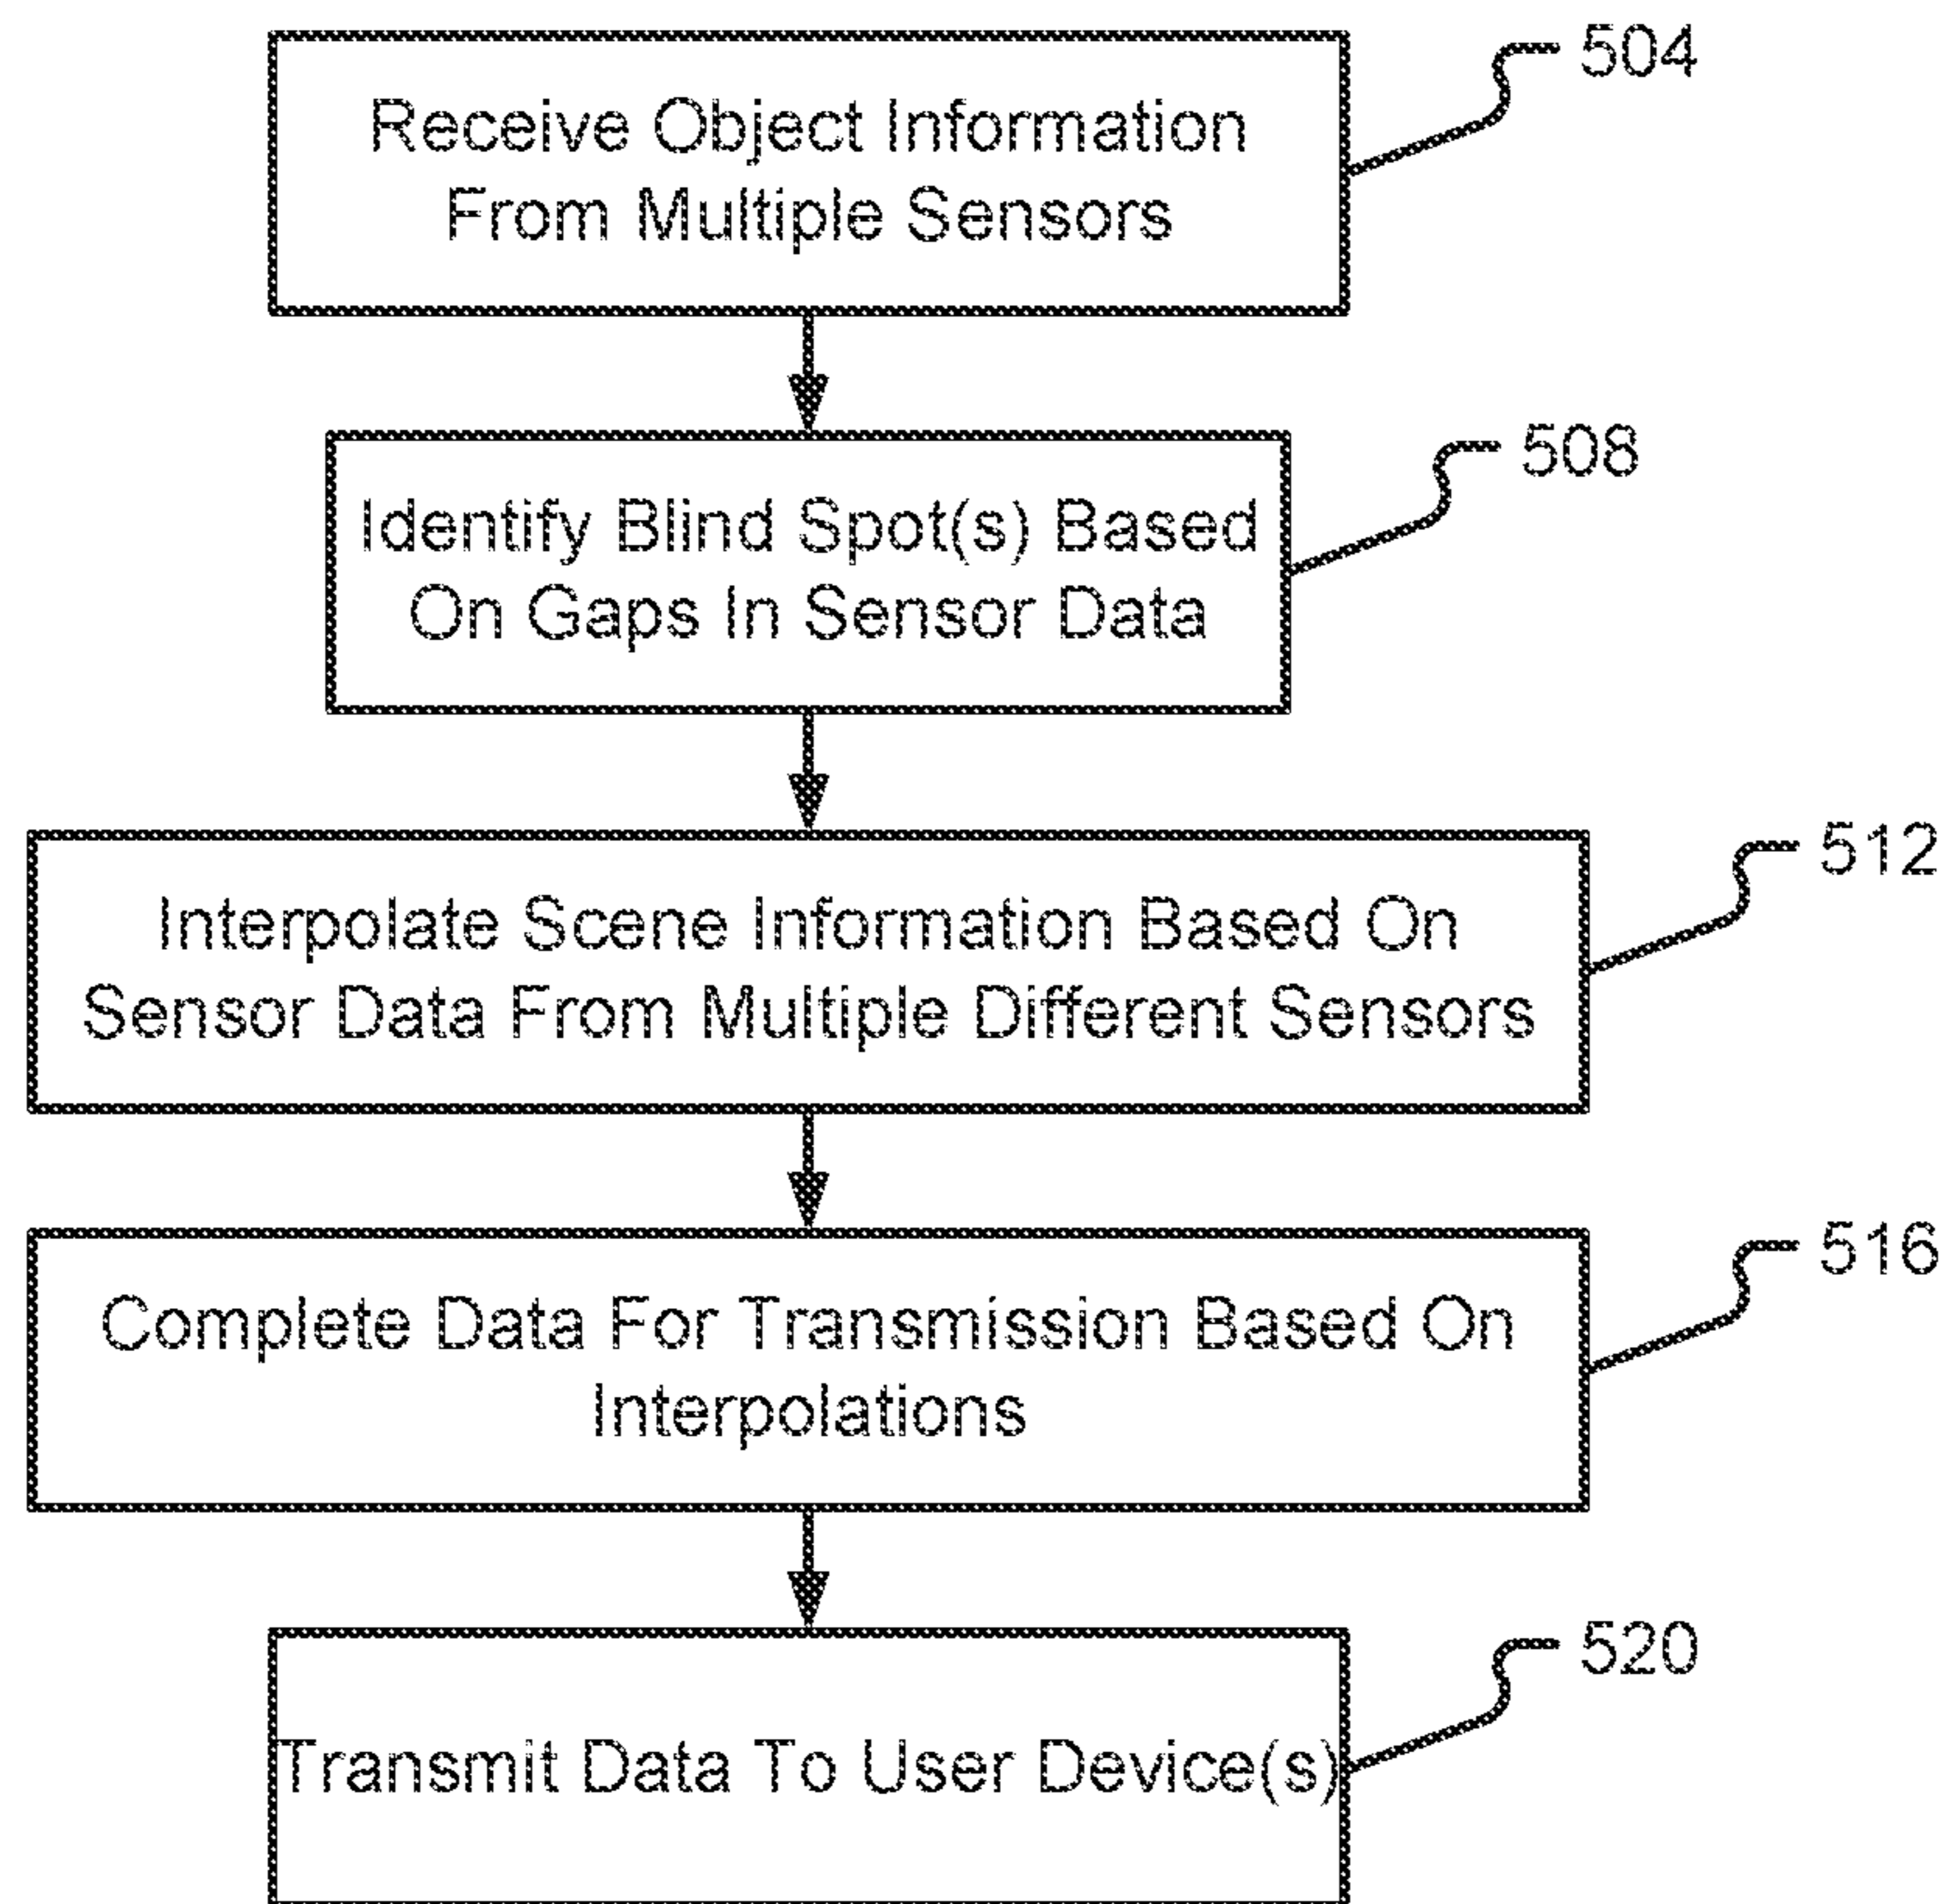 504
Receive Object Information
From Multiple Sensors
508
Identify Blind Spot(s) Based
On Gaps In Sensor Data
512
Interpolate Scene Information Based On
Sensor Data From Multiple Different Sensors
516
Complete Data For Transmission Based On
Interpolations
520
Transmit Data To User Device(s)